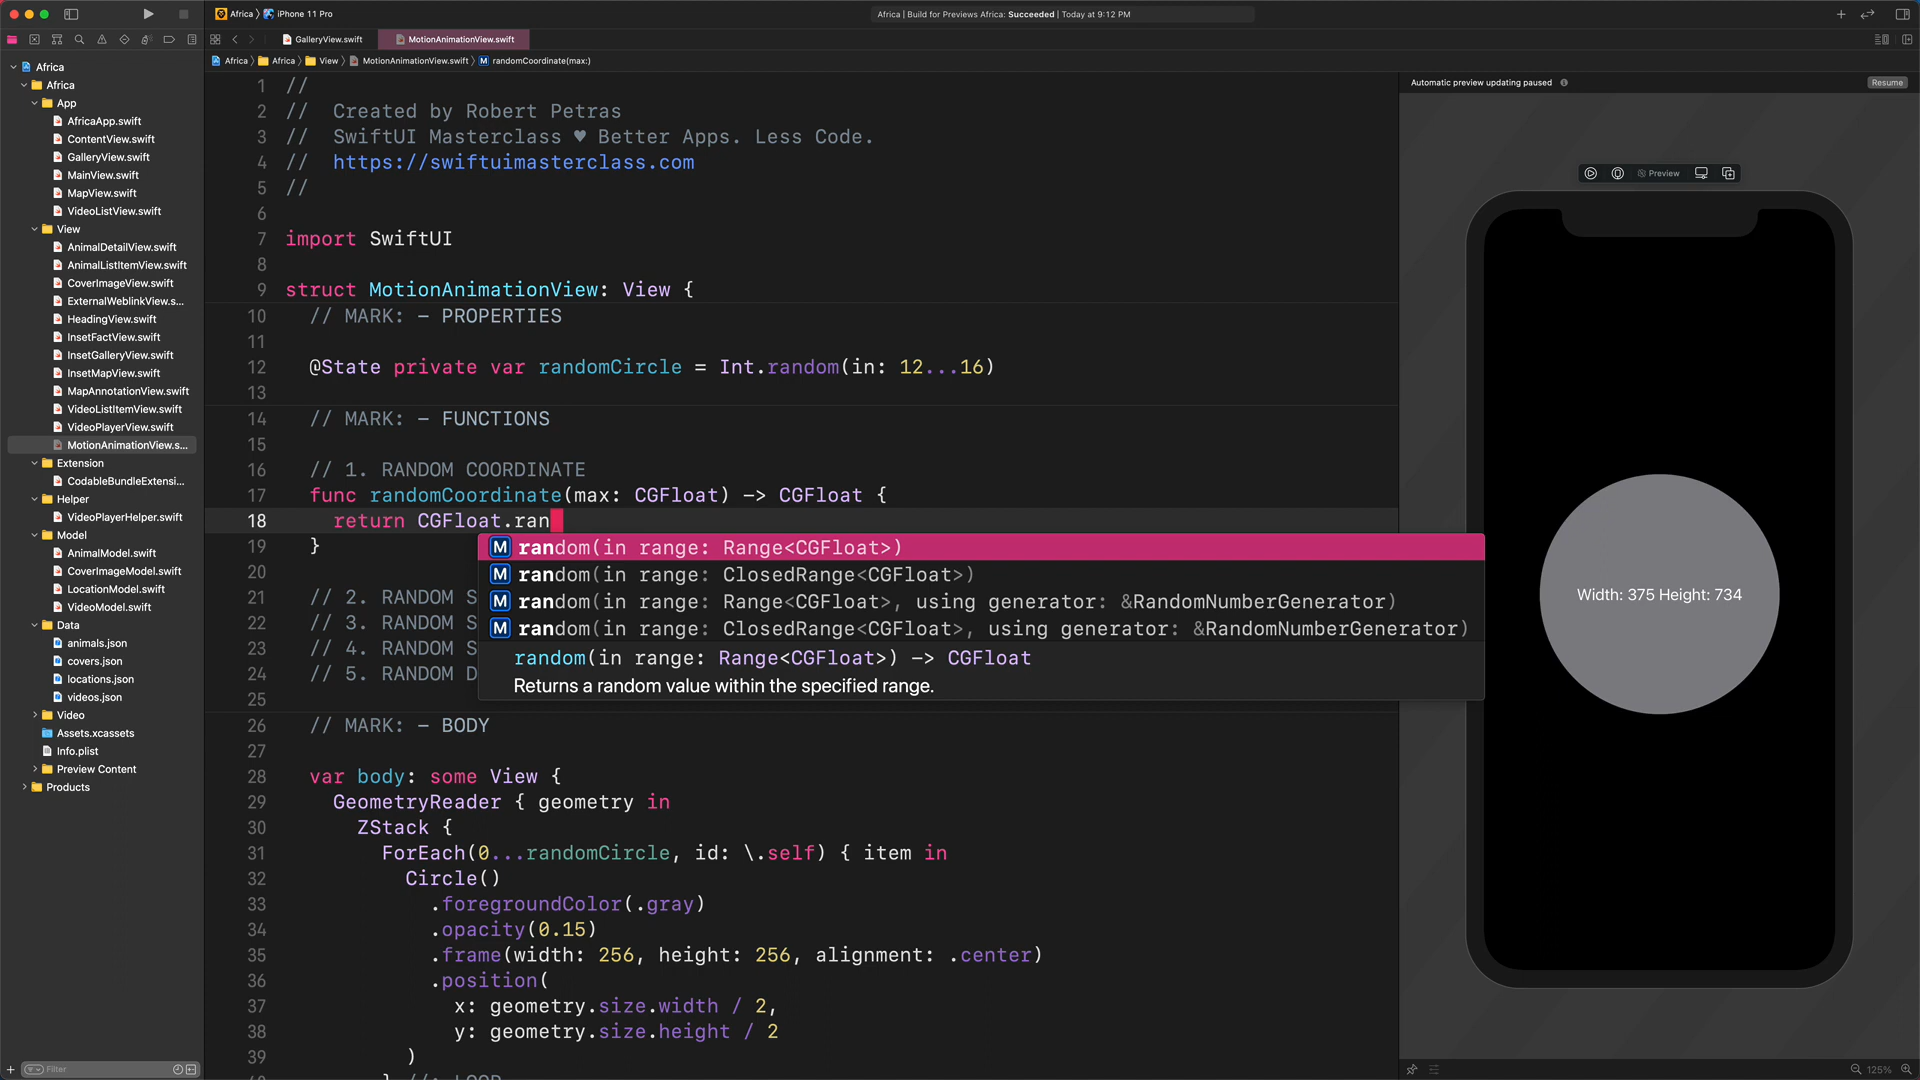 Africa
iPhone 11 Pro
Africa | Build for Previews Africa: Succeeded | Today at 9:12 PM
GalleryView.swift
MotionAnimationView.swift
Africa
Africa
View
MotionAnimationView.swift
M randomCoordinate(max:)
Africa
Africa
App
AfricaApp.swift
ContentView.swift
GalleryView.swift
MainView.swift
MapView.swift
VideoListView.swift
View
AnimalDetailView.swift
AnimalListItemView.swift
CoverImageView.swift
ExternalWeblinkView.s...
HeadingView.swift
InsetFactView.swift
InsetGalleryView.swift
InsetMapView.swift
MapAnnotationView.swift
VideoListItemView.swift
VideoPlayerView.swift
MotionAnimationView.s...
Extension
CodableBundleExtensi...
Helper
VideoPlayerHelper.swift
Model
AnimalModel.swift
CoverImageModel.swift
LocationModel.swift
VideoModel.swift
Data
animals.json
covers.json
locations.json
videos.json
Video
Assets.xcassets
Info.plist
Preview Content
Products
Filter
1 //
2 // Created by Robert Petras
3 // SwiftUI Masterclass ♥ Better Apps. Less Code.
4 // https://swiftuimasterclass.com
5 //
6
7 import SwiftUI
8
9 struct MotionAnimationView: View {
10 // MARK: - PROPERTIES
11
12 @State private var randomCircle = Int.random(in: 12...16)
13
14 // MARK: - FUNCTIONS
15
16 // 1. RANDOM COORDINATE
17 func randomCoordinate(max: CGFloat) -> CGFloat {
18 return CGFloat.ran
19 }
20
21 // 2. RANDOM S
22 // 3. RANDOM S
23 // 4. RANDOM S
24 // 5. RANDOM D
25
M random(in range: Range<CGFloat>)
M random(in range: ClosedRange<CGFloat>)
M random(in range: Range<CGFloat>, using generator: &RandomNumberGenerator)
M random(in range: ClosedRange<CGFloat>, using generator: &RandomNumberGenerator)
random(in range: Range<CGFloat>) -> CGFloat
Returns a random value within the specified range.
26 // MARK: - BODY
27
28 var body: some View {
29 GeometryReader { geometry in
30 ZStack {
31 ForEach(0...randomCircle, id: \.self) { item in
32 Circle()
33 .foregroundColor(.gray)
34 .opacity(0.15)
35 .frame(width: 256, height: 256, alignment: .center)
36 .position(
37 x: geometry.size.width / 2,
38 y: geometry.size.height / 2
39 )
Automatic preview updating paused
Resume
Preview
Width: 375 Height: 734
125%